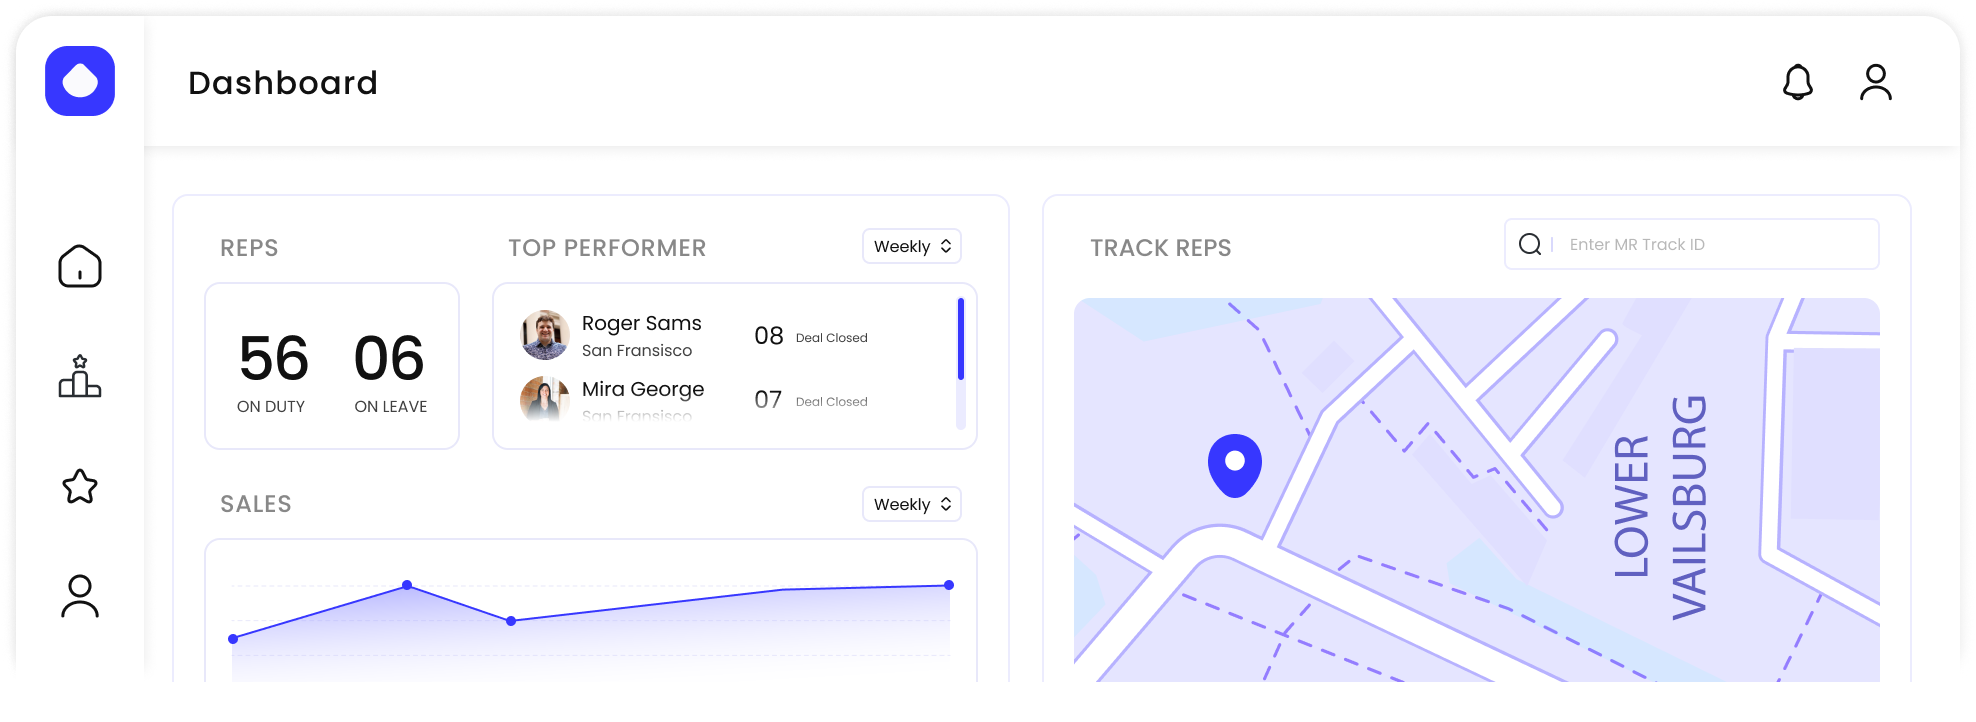 Dashboard
REPS
TOP PERFORMER
Weekly
56
06
ON DUTY
ON LEAVE
Roger Sams
San Fransisco
08 Deal Closed
Mira George
San Fransisco
07 Deal Closed
SALES
Weekly
TRACK REPS
Enter MR Track ID
LOWER
VAILSBURG